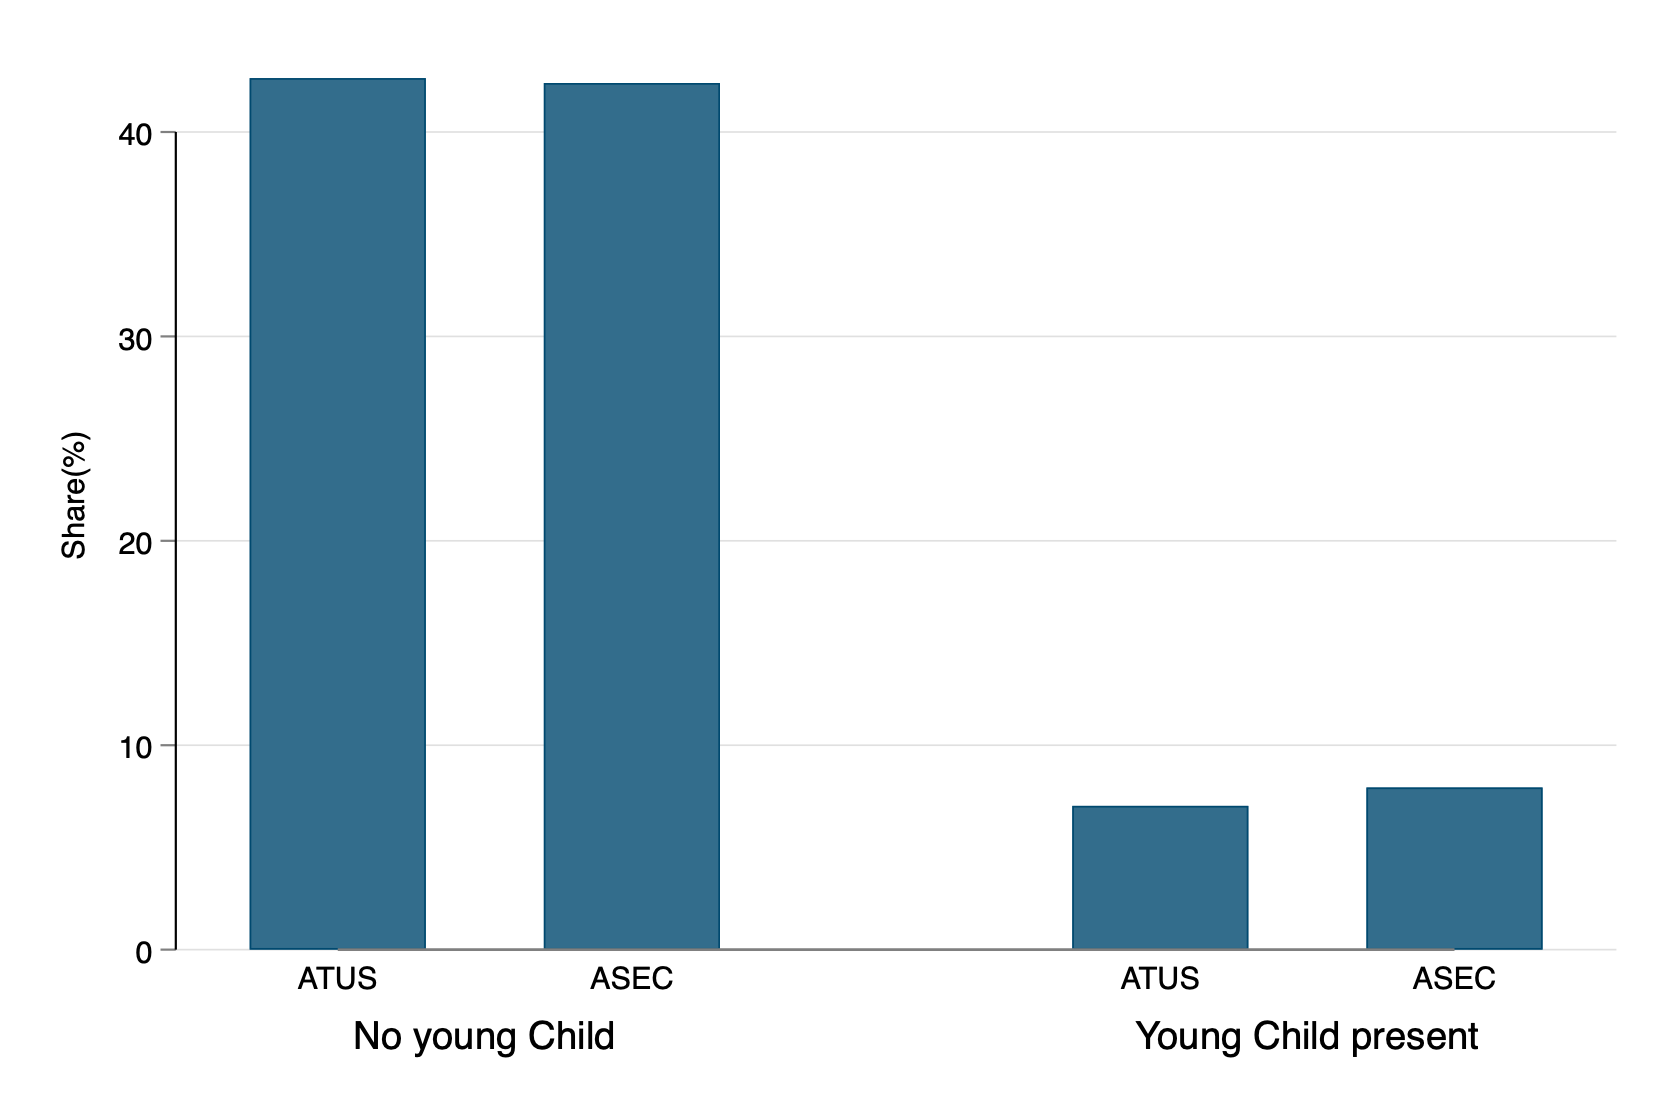 40
30
20
10
0
Share(%)
ATUS
ASEC
ATUS
ASEC
No young Child
Young Child present